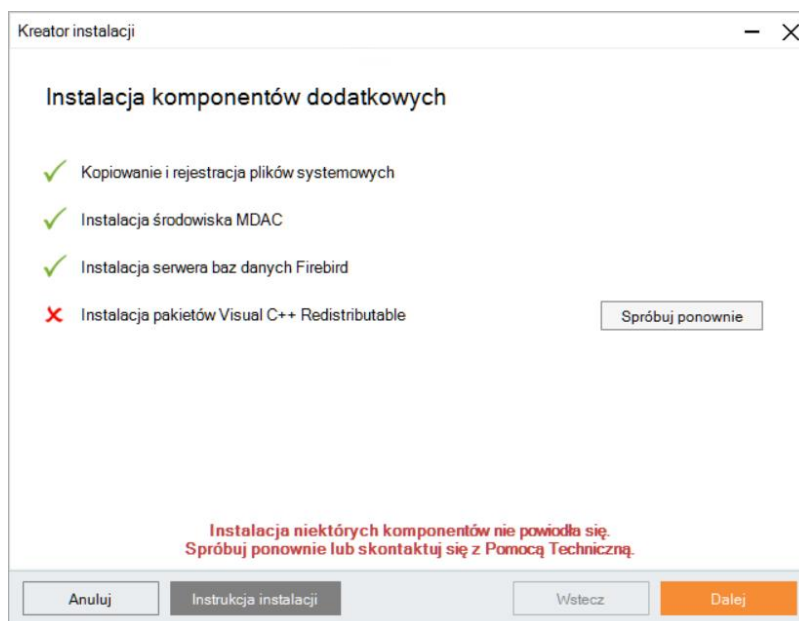 Kreator instalacji
Instalacja komponentów dodatkowych
Kopiowanie i rejestracja plików systemowych
Instalacja środowiska MDAC
Instalacja serwera baz danych Firebird
Instalacja pakietów Visual C++ Redistributable
Spróbuj ponownie
Instalacja niektórych komponentów nie powiodła się.
Spróbuj ponownie lub skontaktuj się z Pomocą Techniczną.
Anuluj
Instrukcja instalacji
Wstecz
Dalej